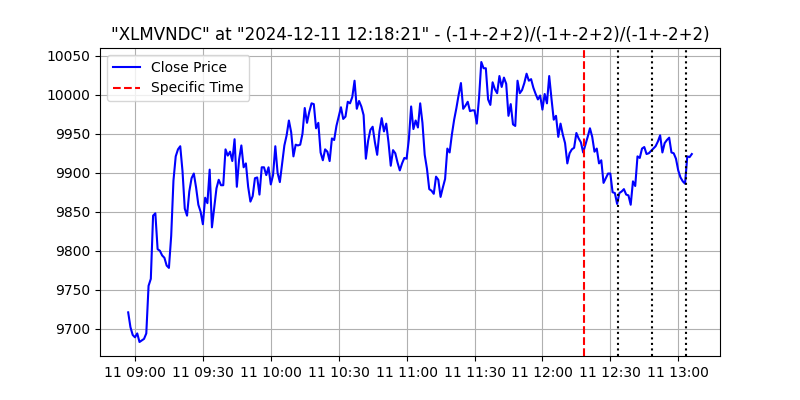 "XLMVNDC" at "2024-12-11 12:18:21" - (-1+-2+2)/(-1+-2+2)/(-1+-2+2)
Close Price
Specific Time
10050
10000
9950
9900
9850
9800
9750
9700
11 09:00 11 09:30 11 10:00 11 10:30 11 11:00 11 11:30 11 12:00 11 12:30 11 13:00